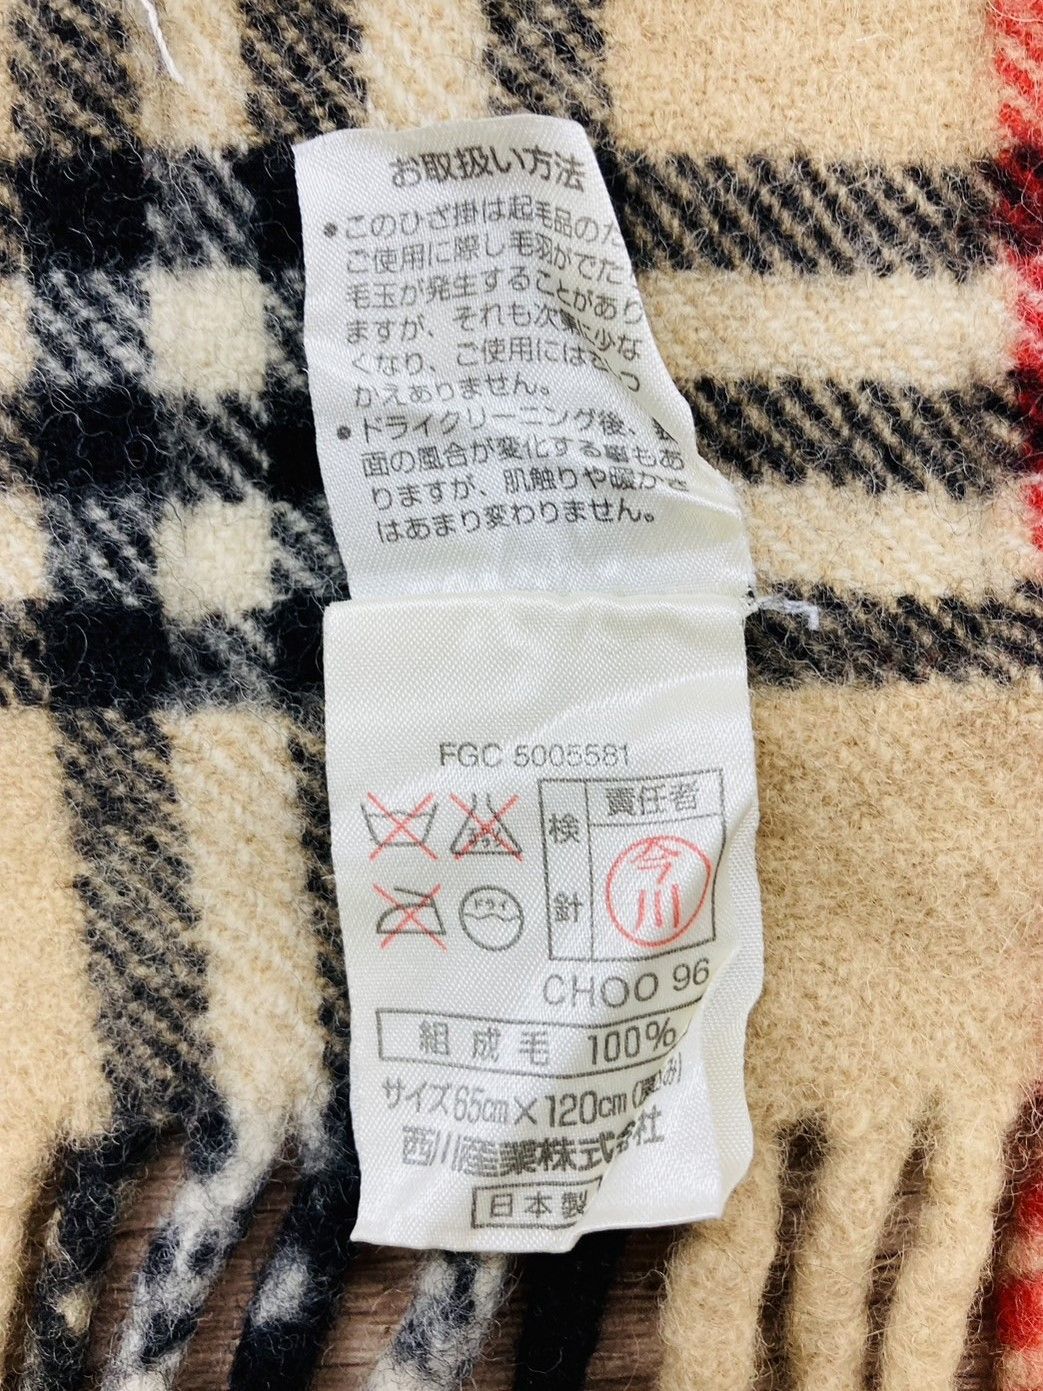 お取扱い方法
●このひざ掛は起毛品のた
ご使用に際し毛羽がでた
毛玉が発生することがあり
ますが、それも次第に少な
くなり、ご使用にはさしつ
かえありません。
●ドライクリーニング後、表
面の風合が変化する事もあ
りますが、肌触りや暖かさ
はあまり変わりません。
FGC 5005581
検針
責任者
今川
ドライ
CHOO 96
組成毛 100%
サイズ65cm×120cm
西川産業株式会社
日本製